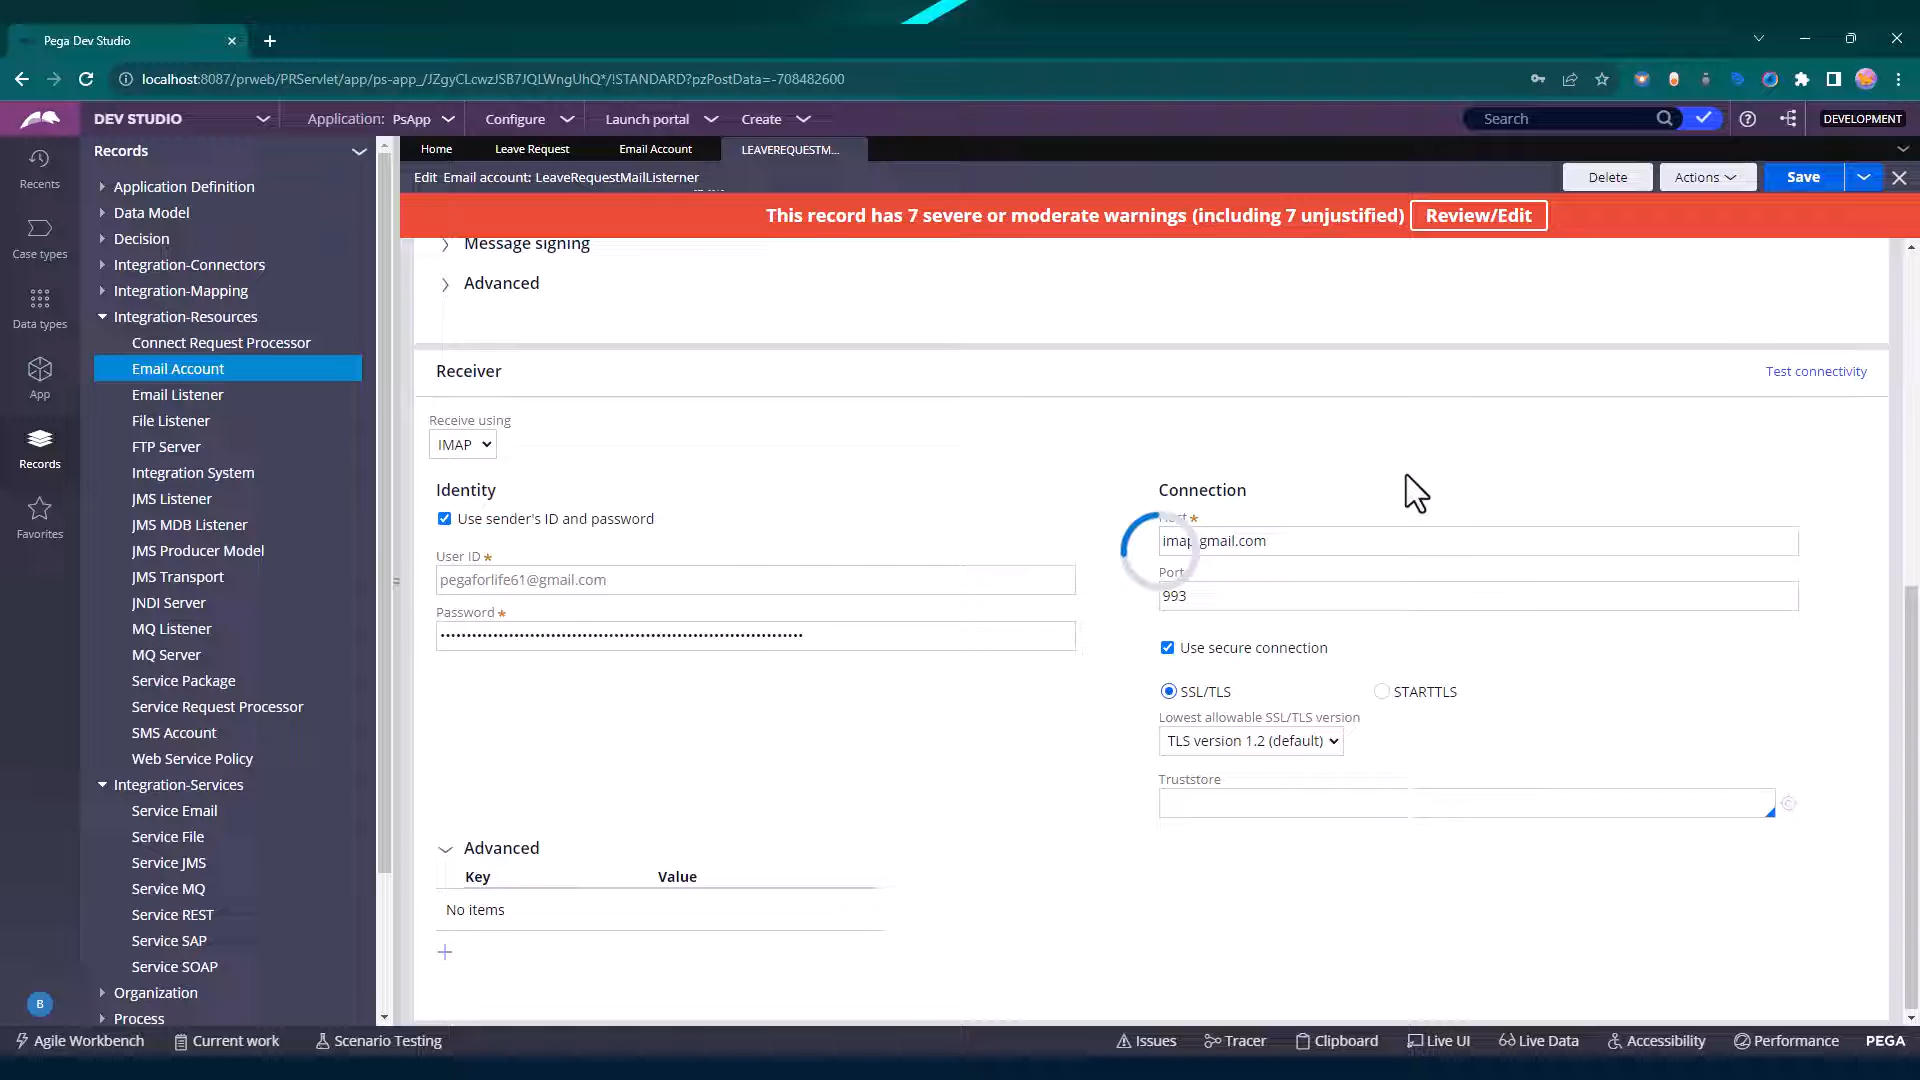 Pega Dev Studio
localhost:8087/prweb/PRServlet/app/ps-app_/JZgyCLcwzJSB7JQLWngUhQ*/!STANDARD?pzPostData=-708482600
DEV STUDIO
Application: PsApp
Configure
Launch portal
Create
Search
DEVELOPMENT
Recents
Case types
Data types
App
Records
Favorites
B
Records
Application Definition
Data Model
Decision
Integration-Connectors
Integration-Mapping
Integration-Resources
Connect Request Processor
Email Account
Email Listener
File Listener
FTP Server
Integration System
JMS Listener
JMS MDB Listener
JMS Producer Model
JMS Transport
JNDI Server
MQ Listener
MQ Server
Service Package
Service Request Processor
SMS Account
Web Service Policy
Integration-Services
Service Email
Service File
Service JMS
Service MQ
Service REST
Service SAP
Service SOAP
Organization
Process
Home
Leave Request
Email Account
LEAVEREQUESTM...
Edit Email account: LeaveRequestMailListerner
Delete
Actions
Save
This record has 7 severe or moderate warnings (including 7 unjustified)
Review/Edit
Message signing
Advanced
Receiver
Test connectivity
Receive using
IMAP
Identity
Use sender's ID and password
User ID *
pegaforlife61@gmail.com
Password *
Connection
Host *
imap.gmail.com
Port
993
Use secure connection
SSL/TLS
STARTTLS
Lowest allowable SSL/TLS version
TLS version 1.2 (default)
Truststore
Advanced
Key Value
No items
Agile Workbench
Current work
Scenario Testing
Issues
Tracer
Clipboard
Live UI
Live Data
Accessibility
Performance
PEGA